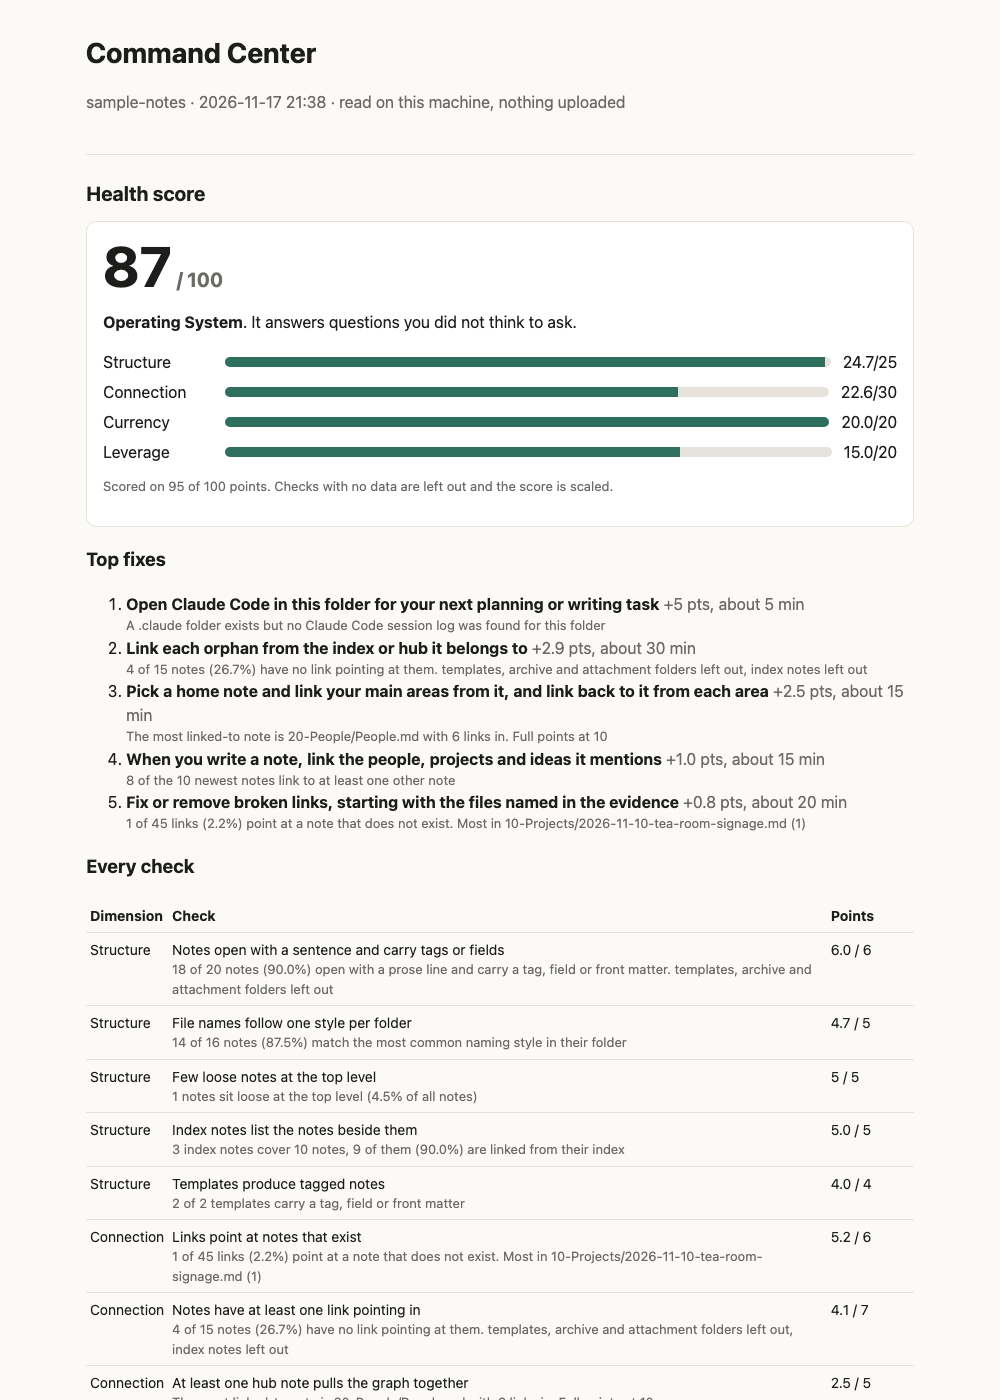 Command Center
sample-notes · 2026-11-17 21:38 · read on this machine, nothing uploaded
Health score
87 / 100
Operating System. It answers questions you did not think to ask.
Structure 24.7/25
Connection 22.6/30
Currency 20.0/20
Leverage 15.0/20
Scored on 95 of 100 points. Checks with no data are left out and the score is scaled.
Top fixes
1. Open Claude Code in this folder for your next planning or writing task +5 pts, about 5 min
A .claude folder exists but no Claude Code session log was found for this folder
2. Link each orphan from the index or hub it belongs to +2.9 pts, about 30 min
4 of 15 notes (26.7%) have no link pointing at them. templates, archive and attachment folders left out, index notes left out
3. Pick a home note and link your main areas from it, and link back to it from each area +2.5 pts, about 15
min
The most linked-to note is 20-People/People.md with 6 links in. Full points at 10
4. When you write a note, link the people, projects and ideas it mentions +1.0 pts, about 15 min
8 of the 10 newest notes link to at least one other note
5. Fix or remove broken links, starting with the files named in the evidence +0.8 pts, about 20 min
1 of 45 links (2.2%) point at a note that does not exist. Most in 10-Projects/2026-11-10-tea-room-signage.md (1)
Every check
Dimension Check Points
Structure Notes open with a sentence and carry tags or fields 6.0 / 6
18 of 20 notes (90.0%) open with a prose line and carry a tag, field or front matter. templates, archive and
attachment folders left out
Structure File names follow one style per folder 4.7 / 5
14 of 16 notes (87.5%) match the most common naming style in their folder
Structure Few loose notes at the top level 5 / 5
1 notes sit loose at the top level (4.5% of all notes)
Structure Index notes list the notes beside them 5.0 / 5
3 index notes cover 10 notes, 9 of them (90.0%) are linked from their index
Structure Templates produce tagged notes 4.0 / 4
2 of 2 templates carry a tag, field or front matter
Connection Links point at notes that exist 5.2 / 6
1 of 45 links (2.2%) point at a note that does not exist. Most in 10-Projects/2026-11-10-tea-room-
signage.md (1)
Connection Notes have at least one link pointing in 4.1 / 7
4 of 15 notes (26.7%) have no link pointing at them. templates, archive and attachment folders left out,
index notes left out
Connection At least one hub note pulls the graph together 2.5 / 5